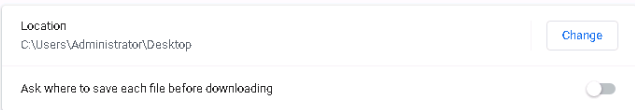 Location
C:\Users\Administrator\Desktop
Change
Ask where to save each file before downloading